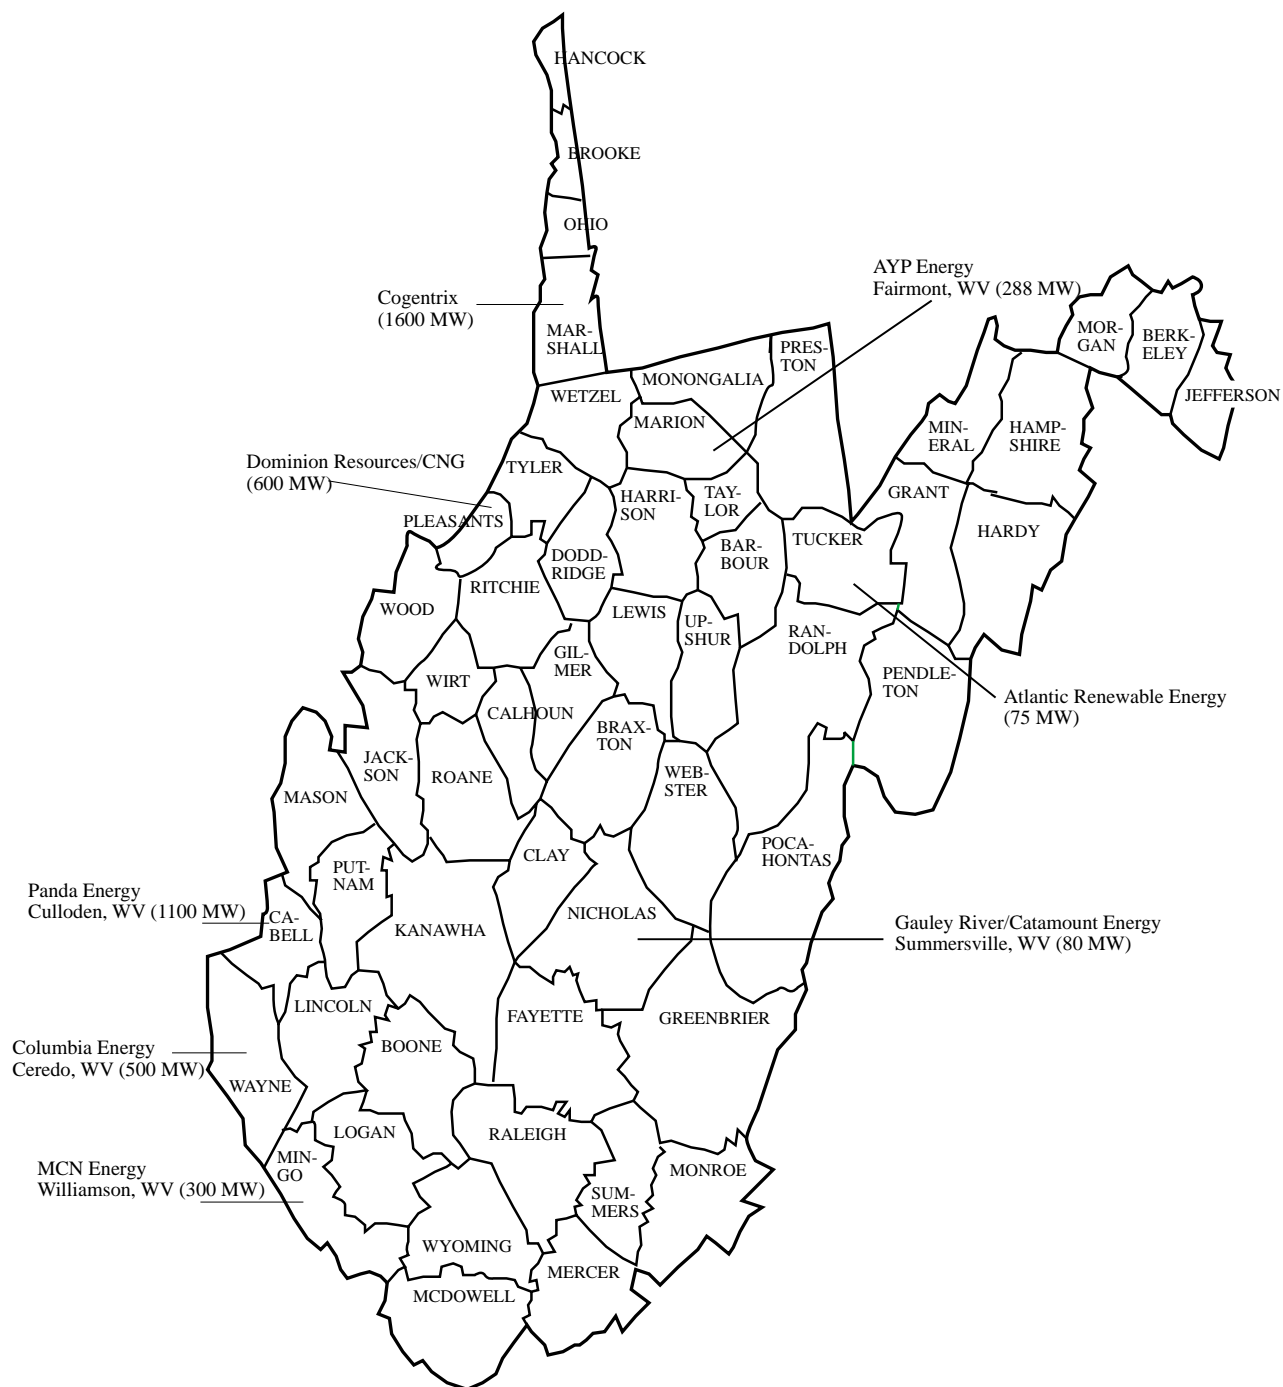 HANCOCK
BROOKE
OHIO
AYP Energy
Fairmont, WV (288 MW)
Cogentrix
(1600 MW)
MAR-
SHALL
MOR-
GAN
BERK-
ELEY
JEFFERSON
PRES-
TON
MONONGALIA
WETZEL
MARION
MIN-
ERAL
HAMP-
SHIRE
Dominion Resources/CNG
(600 MW)
TYLER
HARRI-
SON
TAY-
LOR
GRANT
PLEASANTS
HARDY
TUCKER
BAR-
BOUR
DODD-
RIDGE
RITCHIE
WOOD
LEWIS
UP-
SHUR
RAN-
DOLPH
GIL-
MER
WIRT
PENDLE-
TON
Atlantic Renewable Energy
(75 MW)
CALHOUN
BRAX-
TON
JACK-
SON
ROANE
WEB-
STER
MASON
POCA-
HONTAS
CLAY
PUT-
NAM
Panda Energy
Culloden, WV (1100 MW)
CA-
BELL
NICHOLAS
KANAWHA
Gauley River/Catamount Energy
Summersville, WV (80 MW)
LINCOLN
FAYETTE
GREENBRIER
BOONE
Columbia Energy
Ceredo, WV (500 MW)
WAYNE
LOGAN
RALEIGH
MIN-
GO
MONROE
MCN Energy
Williamson, WV (300 MW)
SUM-
MERS
WYOMING
MERCER
MCDOWELL